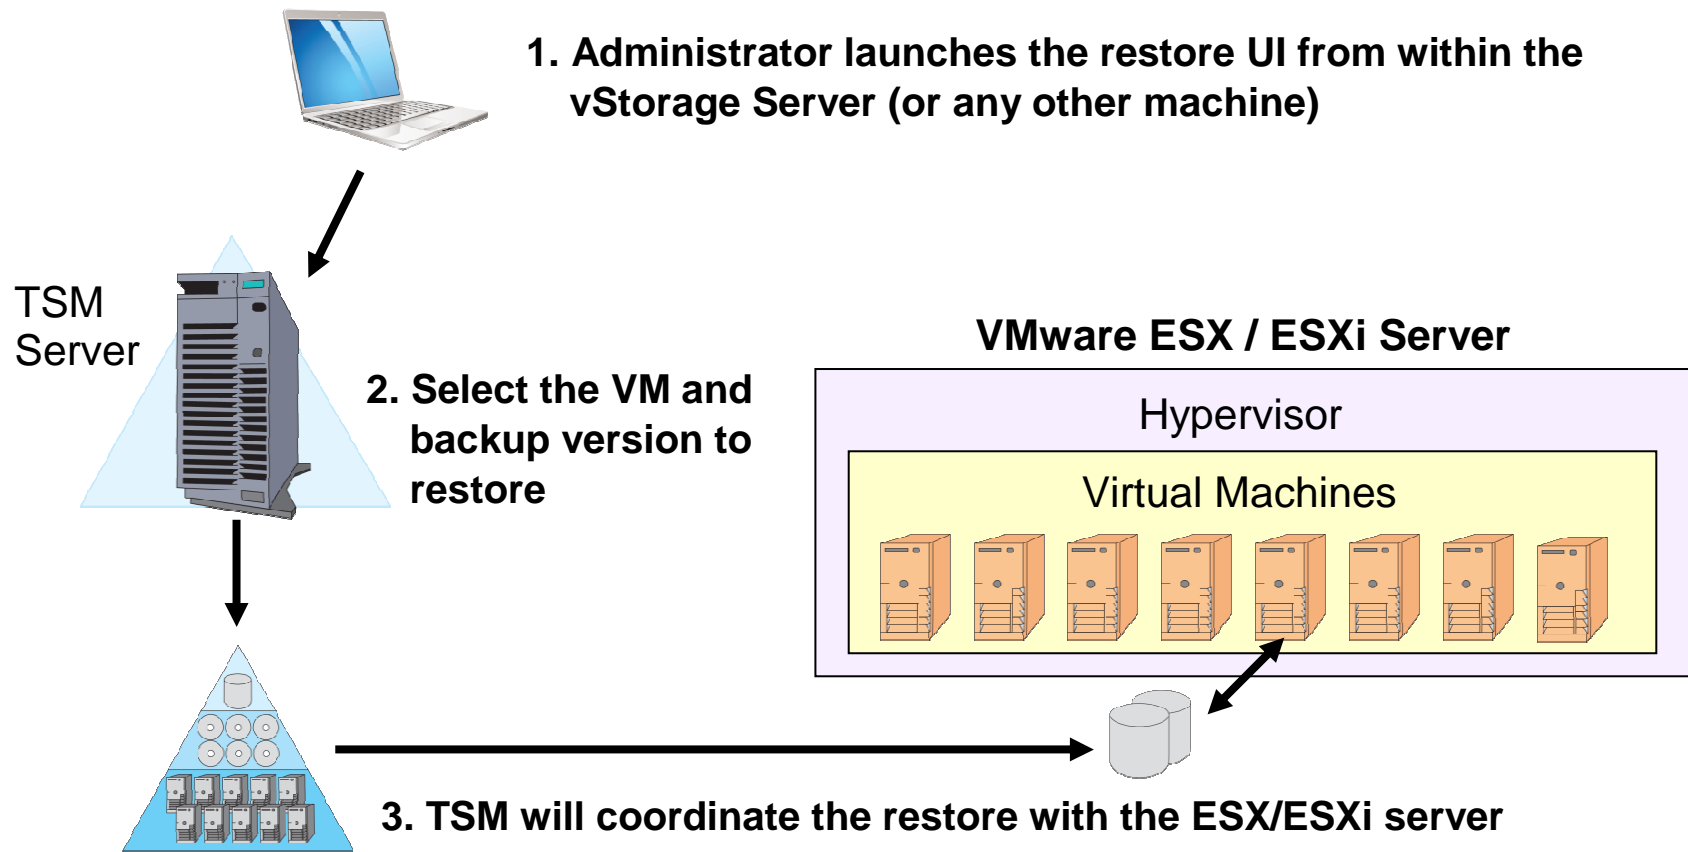 1. Administrator launches the restore UI from within the
vStorage Server (or any other machine)
TSM
Server
2. Select the VM and
backup version to
restore
VMware ESX / ESXi Server
Hypervisor
Virtual Machines
3. TSM will coordinate the restore with the ESX/ESXi server